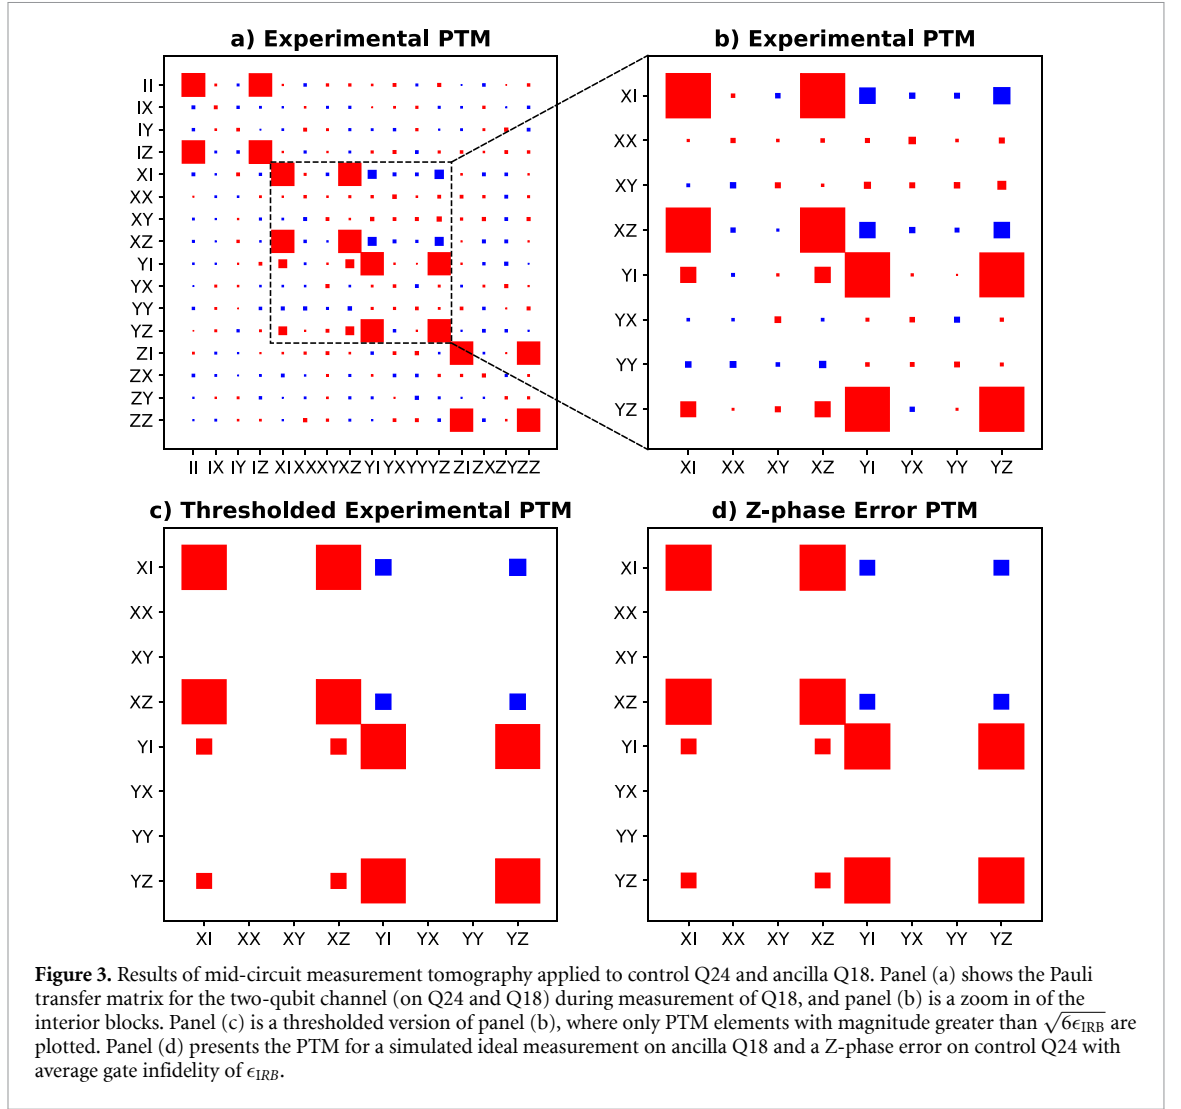 a) Experimental PTM
II
IX
IY
IZ
XI
XX
XY
XZ
YI
YX
YY
YZ
ZI
ZX
ZY
ZZ
II IX IY IZ XI XX XY XZ YI YX YY YZ ZI ZX ZY ZZ
b) Experimental PTM
XI
XX
XY
XZ
YI
YX
YY
YZ
XI XX XY XZ YI YX YY YZ
c) Thresholded Experimental PTM
XI
XX
XY
XZ
YI
YX
YY
YZ
XI XX XY XZ YI YX YY YZ
d) Z-phase Error PTM
XI
XX
XY
XZ
YI
YX
YY
YZ
XI XX XY XZ YI YX YY YZ
Figure 3. Results of mid-circuit measurement tomography applied to control Q24 and ancilla Q18. Panel (a) shows the Pauli
transfer matrix for the two-qubit channel (on Q24 and Q18) during measurement of Q18, and panel (b) is a zoom in of the
interior blocks. Panel (c) is a thresholded version of panel (b), where only PTM elements with magnitude greater than √6ϵIRB are
plotted. Panel (d) presents the PTM for a simulated ideal measurement on ancilla Q18 and a Z-phase error on control Q24 with
average gate infidelity of ϵIRB.